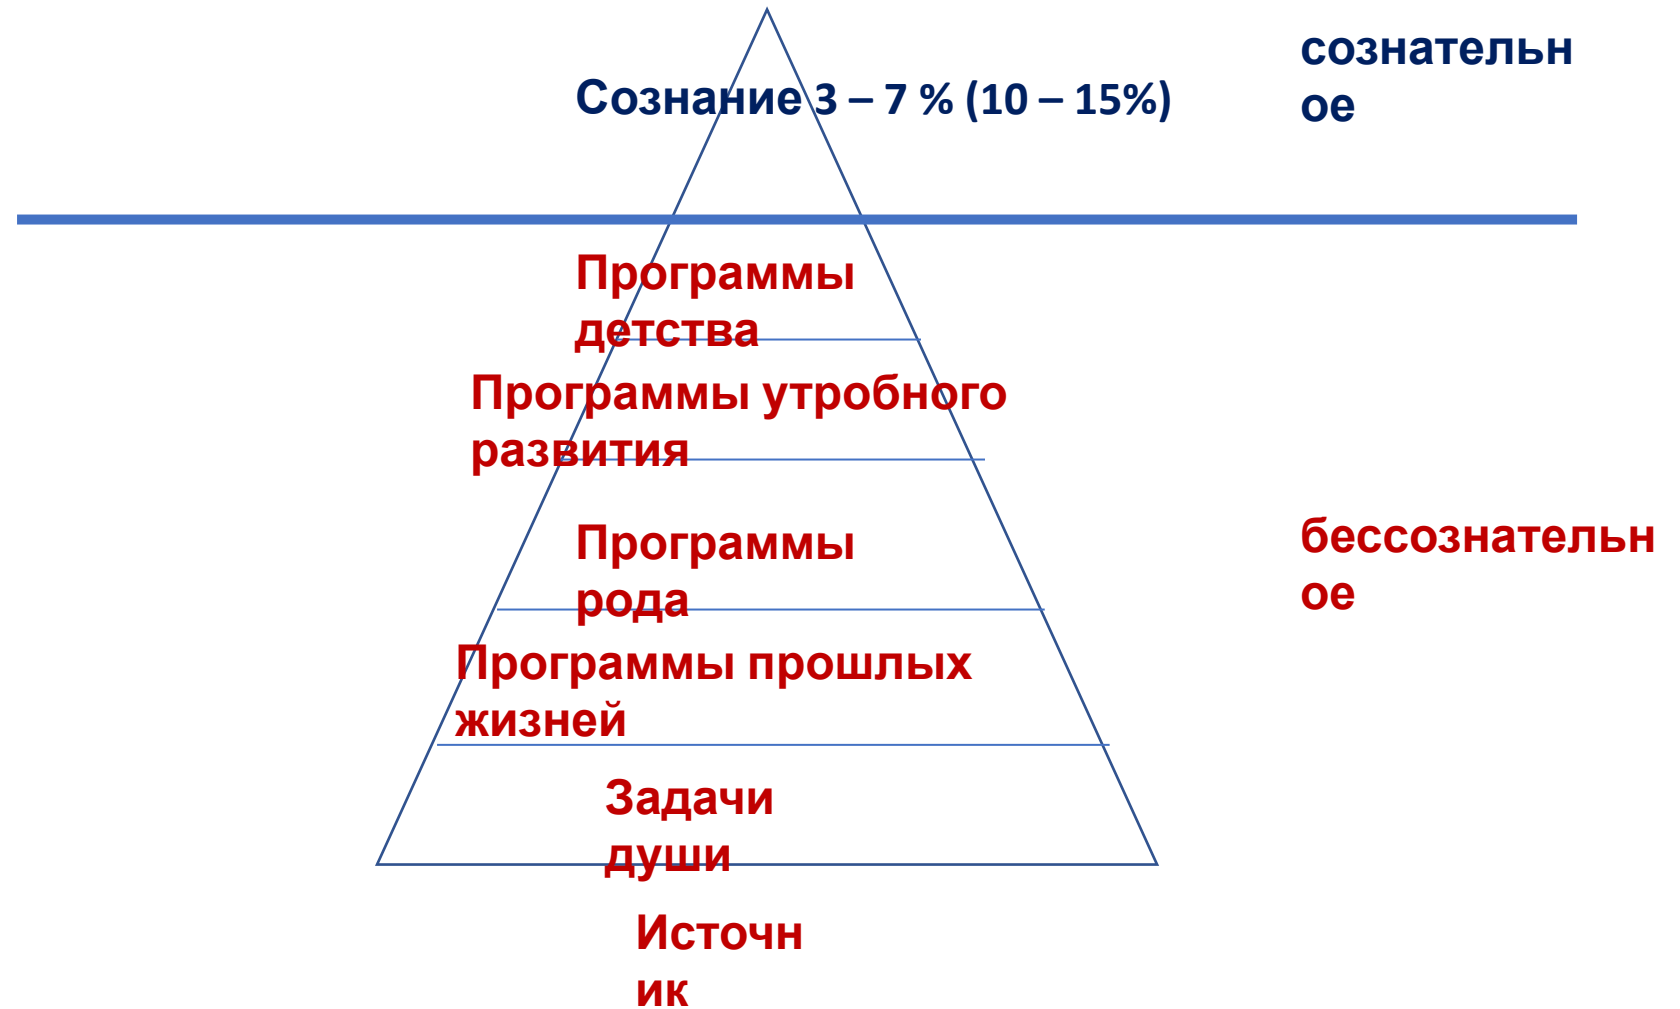 сознательн
ое
Сознание 3 – 7 % (10 – 15%)
Программы
детства
Программы утробного
развития
Программы
рода
бессознательн
ое
Программы прошлых
жизней
Задачи
души
Источн
ик